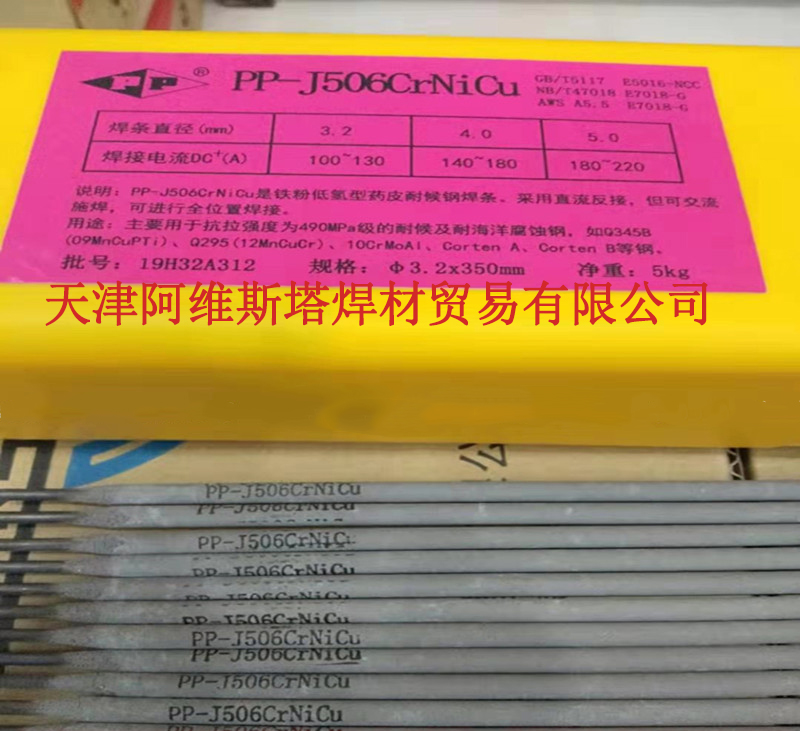 PP ® PP-J506CrNiCu
GB/T5117 E5016-NCC
NB/T47018 E7018-G
AWS A5.5 E7018-G
焊条直径(mm) 3.2 4.0 5.0
焊接电流DC⁺(A) 100~130 140~180 180~220
说明：PP-J506CrNiCu是铁粉低氢型药皮耐候钢焊条。采用直流反接，但可交流
施焊，可进行全位置焊接。
用途：主要用于抗拉强度为490MPa级的耐候及耐海洋腐蚀钢，如Q345B
(09MnCuPTi)、Q295(12MnCuCr)、10CrMoAl、Corten A、Corten B等钢。
批号：19H32A312 规格：Φ3.2x350mm 净重：5kg
天津阿维斯塔焊材贸易有限公司
公
PP-J506CrNiCu
PP-J506CrNiCu
PP-J506CrNiCu
PP-J506CrNiCu
PP-J506CrNiCu
PP-J506CrNiCu
PP-J506CrNiCu
PP-J506CrNiCu
PP-J506CrNiCu
PP-J506CrNiCu